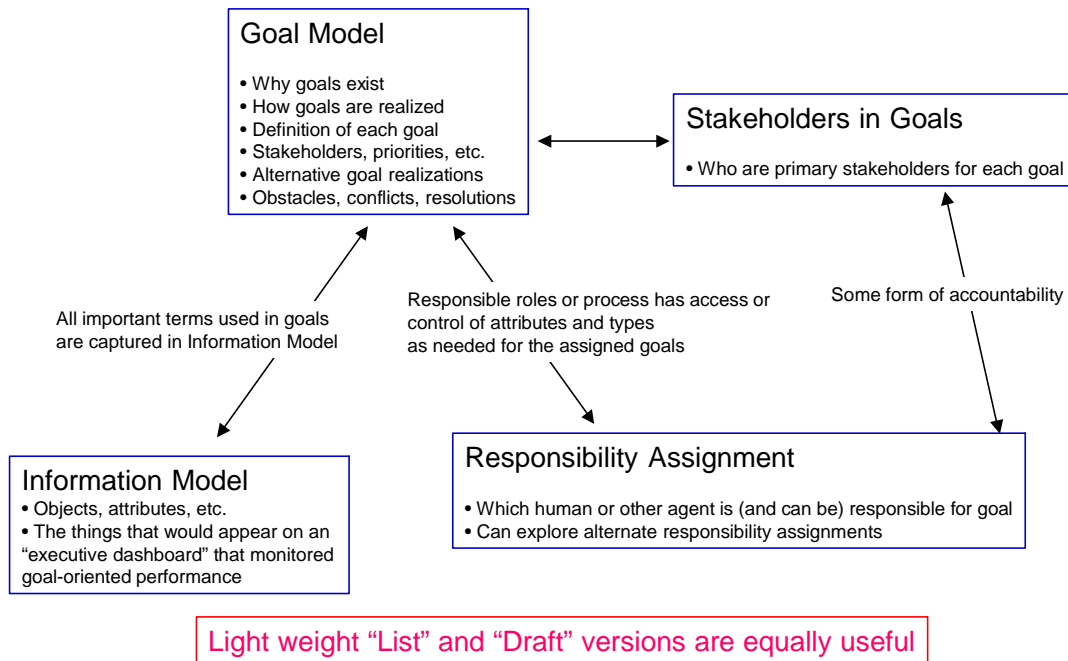 Goal Model
• Why goals exist
• How goals are realized
• Definition of each goal
• Stakeholders, priorities, etc.
• Alternative goal realizations
• Obstacles, conflicts, resolutions
Stakeholders in Goals
• Who are primary stakeholders for each goal
All important terms used in goals
are captured in Information Model
Responsible roles or process has access or
control of attributes and types
as needed for the assigned goals
Some form of accountability
Information Model
• Objects, attributes, etc.
• The things that would appear on an
“executive dashboard” that monitored
goal-oriented performance
Responsibility Assignment
• Which human or other agent is (and can be) responsible for goal
• Can explore alternate responsibility assignments
Light weight “List” and “Draft” versions are equally useful